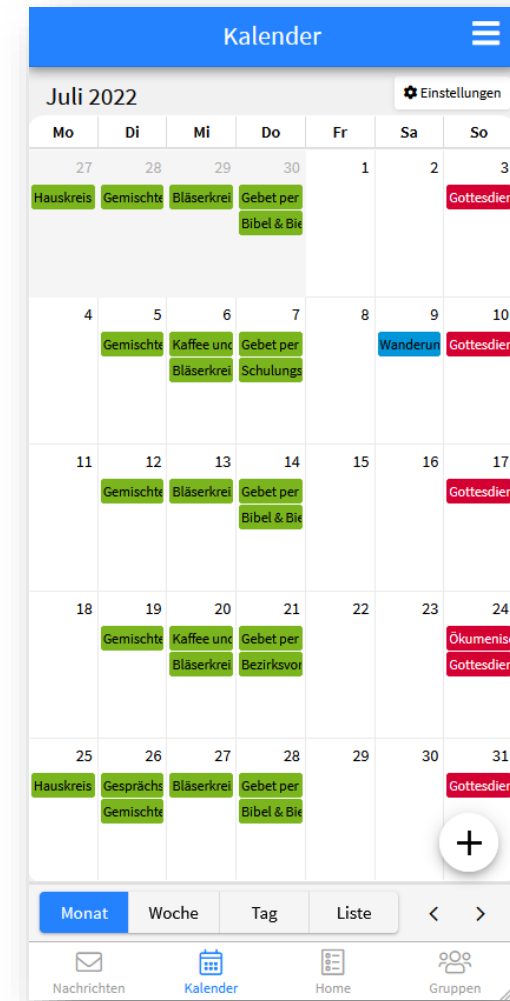 Kalender
Juli 2022
Einstellungen
Mo Di Mi Do Fr Sa So
27 28 29 30 1 2 3
Hauskreis Gemischte Bläserkrei Gebet per Gottesdien
Bibel & Bie
4 5 6 7 8 9 10
Gemischte Kaffee und Gebet per Wanderun Gottesdien
Bläserkrei Schulungs
11 12 13 14 15 16 17
Gemischte Bläserkrei Gebet per Gottesdien
Bibel & Bie
18 19 20 21 22 23 24
Gemischte Kaffee und Gebet per Ökumenisc
Bläserkrei Bezirksvor Gottesdien
25 26 27 28 29 30 31
Hauskreis Gesprächs Bläserkrei Gebet per Gottesdien
Gemischte Bibel & Bie
+
Monat Woche Tag Liste < >
Nachrichten Kalender Home Gruppen